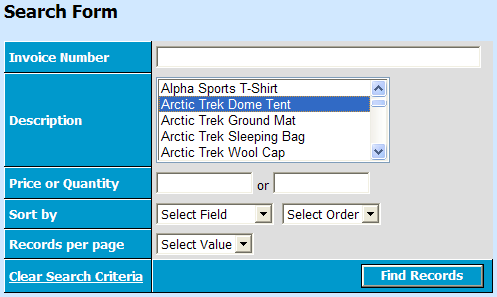 Search Form
Invoice Number
Description
Alpha Sports T-Shirt
Arctic Trek Dome Tent
Arctic Trek Ground Mat
Arctic Trek Sleeping Bag
Arctic Trek Wool Cap
Price or Quantity or
Sort by Select Field Select Order
Records per page Select Value
Clear Search Criteria Find Records